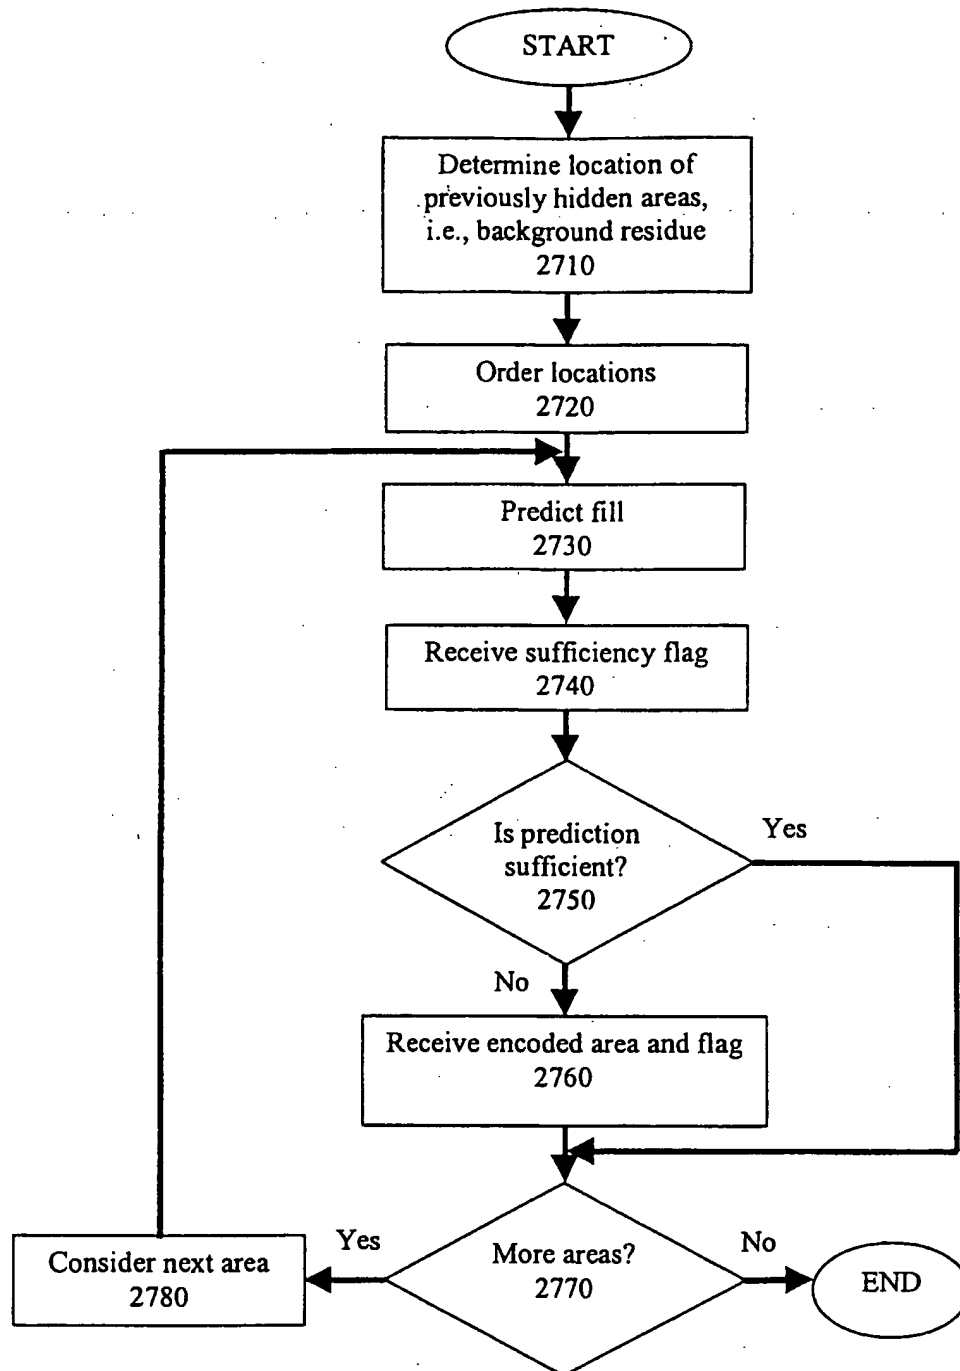 START
Determine location of
previously hidden areas,
i.e., background residue
2710
Order locations
2720
Predict fill
2730
Receive sufficiency flag
2740
Is prediction
sufficient?
2750
Yes
No
Receive encoded area and flag
2760
More areas?
2770
Yes
No
Consider next area
2780
END